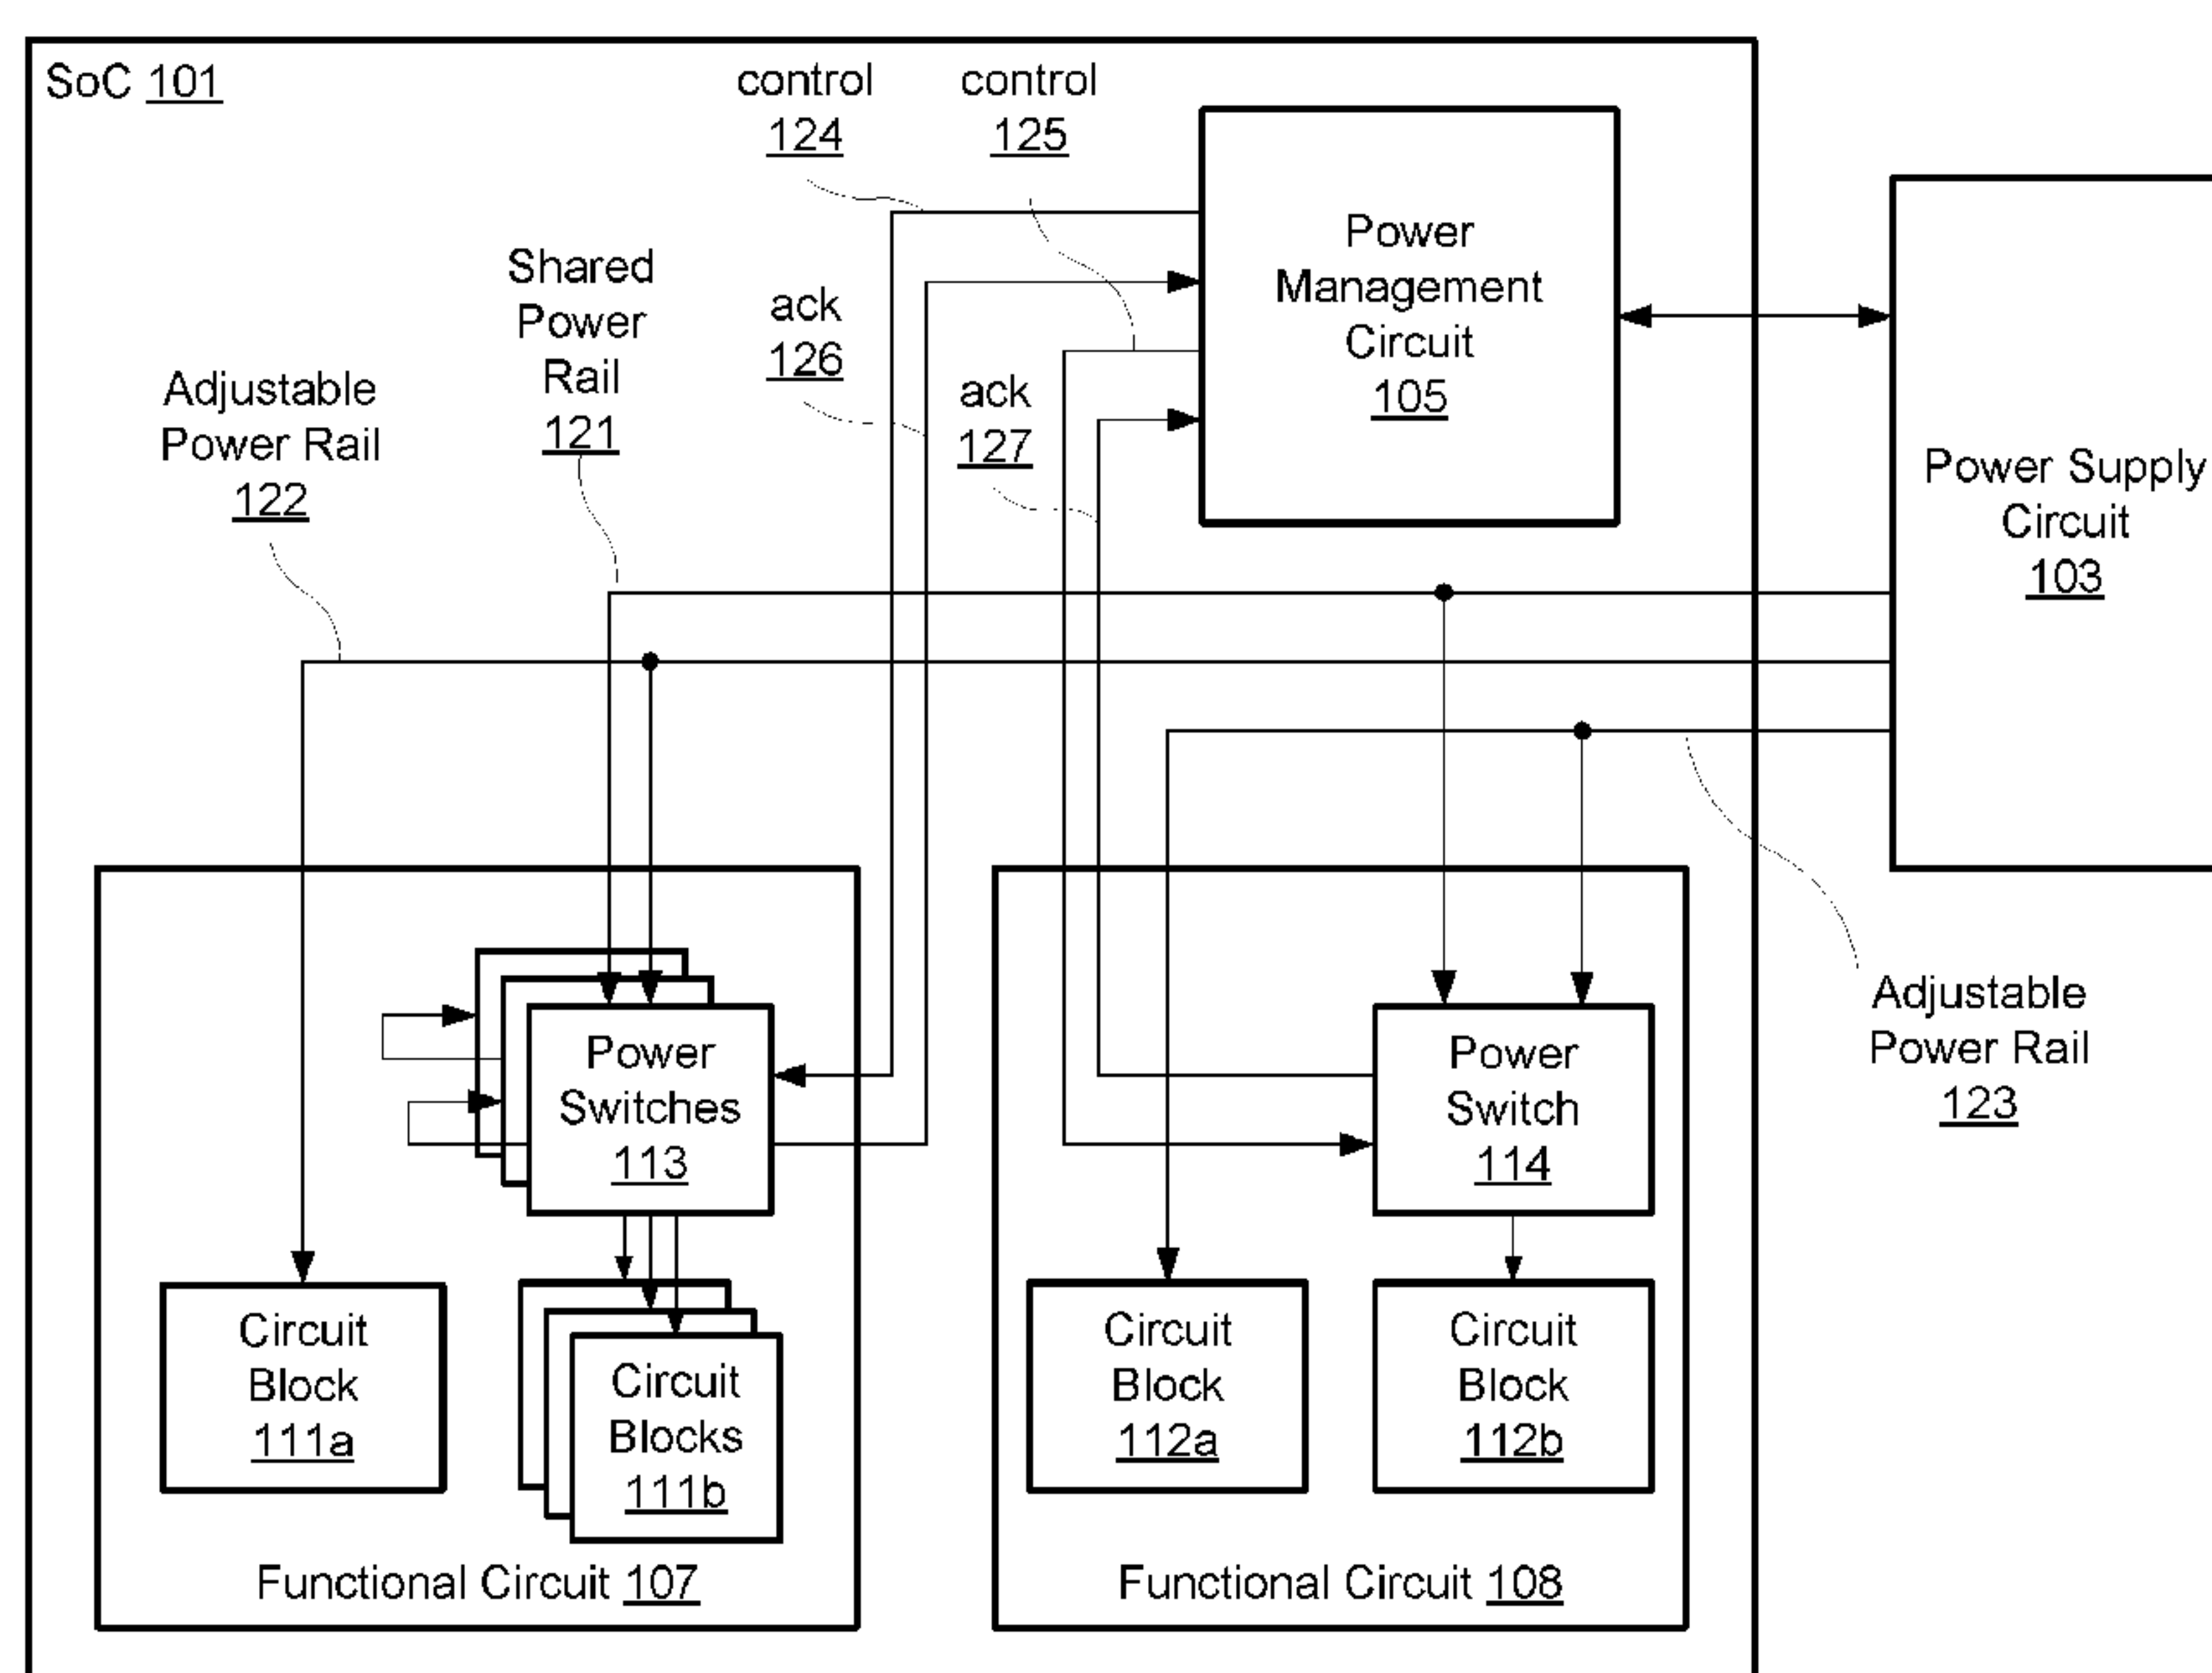 SoC 101
control
124
control
125
Power
Management
Circuit
105
Shared
Power
Rail
121
ack
126
ack
127
Adjustable
Power Rail
122
Power Supply
Circuit
103
Adjustable
Power Rail
123
Power
Switches
113
Power
Switch
114
Circuit
Block
111a
Circuit
Blocks
111b
Circuit
Block
112a
Circuit
Block
112b
Functional Circuit 107
Functional Circuit 108